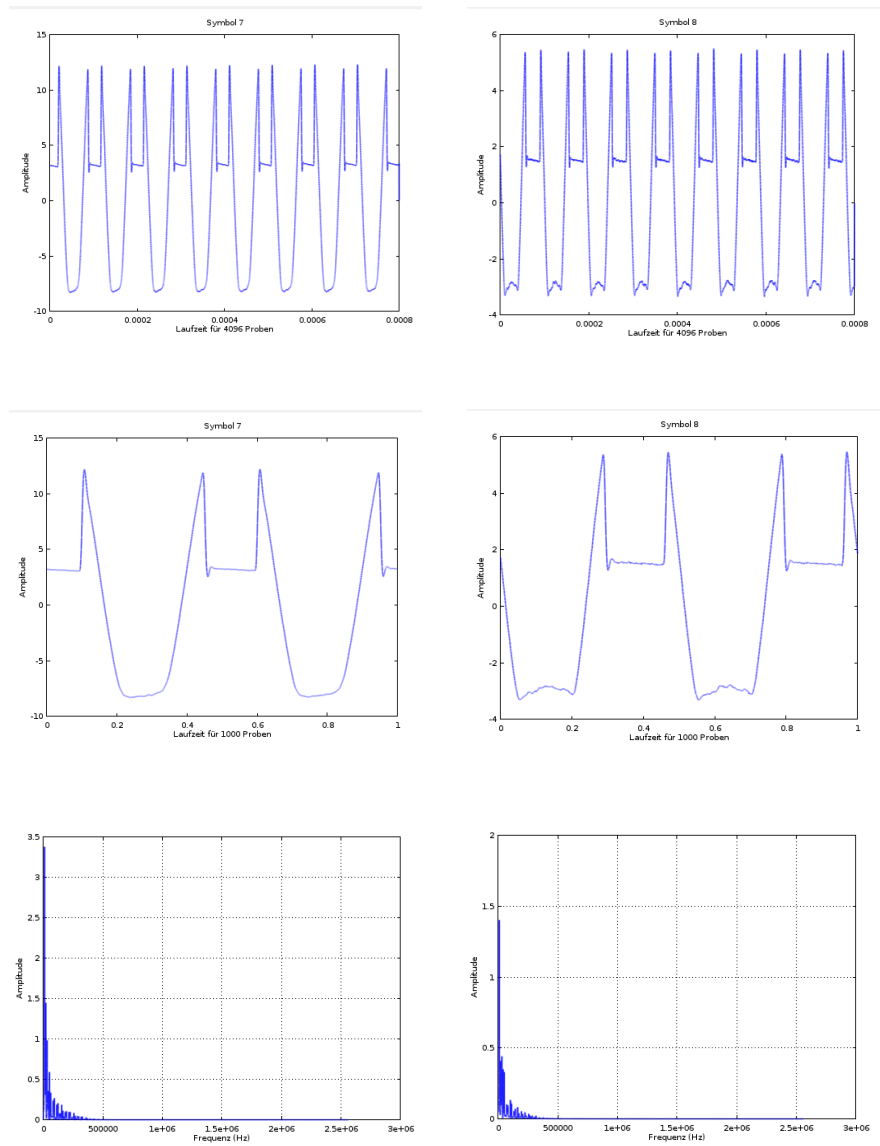 Symbol 7
15
10
5
0
-5
-10
Amplitude
0 0.0002 0.0004 0.0006 0.0008
Laufzeit für 4096 Proben
Symbol 8
6
4
2
0
-2
-4
Amplitude
0 0.0002 0.0004 0.0006 0.0008
Laufzeit für 4096 Proben
Symbol 7
15
10
5
0
-5
-10
Amplitude
0 0.2 0.4 0.6 0.8 1
Laufzeit für 1000 Proben
Symbol 8
6
4
2
0
-2
-4
Amplitude
0 0.2 0.4 0.6 0.8 1
Laufzeit für 1000 Proben
3.5
3
2.5
2
1.5
1
0.5
0
Amplitude
0 500000 1e+06 1.5e+06 2e+06 2.5e+06 3e+06
Frequenz (Hz)
2
1.5
1
0.5
0
Amplitude
0 500000 1e+06 1.5e+06 2e+06 2.5e+06 3e+06
Frequenz (Hz)